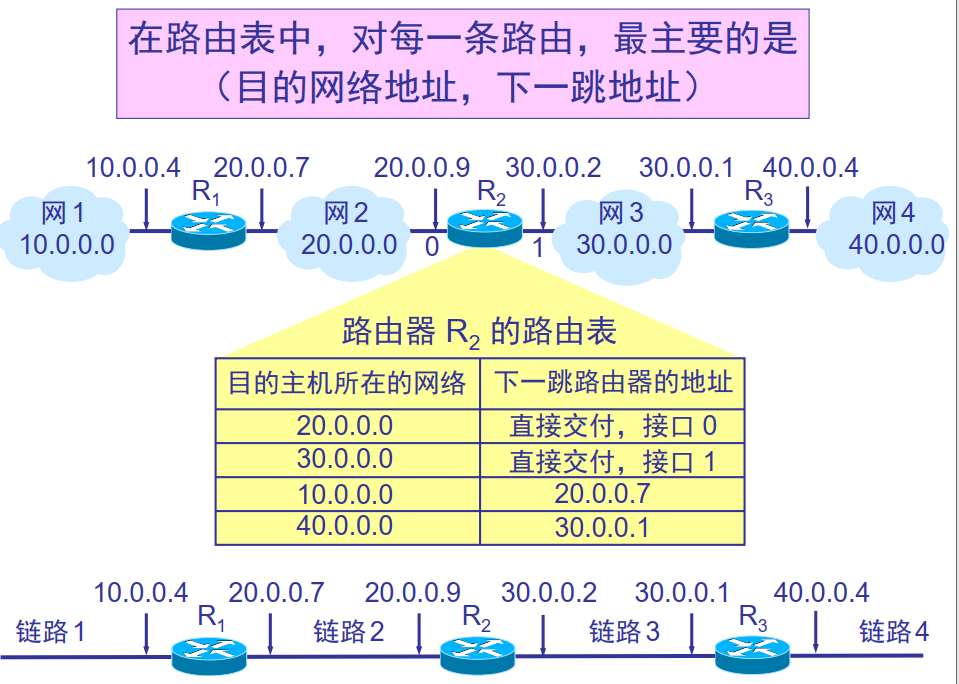 在路由表中，对每一条路由，最主要的是
（目的网络地址，下一跳地址）
10.0.0.4 20.0.0.7 20.0.0.9 30.0.0.2 30.0.0.1 40.0.0.4
R1 R2 R3
网1 网2 网3 网4
10.0.0.0 20.0.0.0 0 1 30.0.0.0 40.0.0.0
路由器 R2 的路由表
目的主机所在的网络 下一跳路由器的地址
20.0.0.0 直接交付，接口 0
30.0.0.0 直接交付，接口 1
10.0.0.0 20.0.0.7
40.0.0.0 30.0.0.1
10.0.0.4 20.0.0.7 20.0.0.9 30.0.0.2 30.0.0.1 40.0.0.4
链路1 R1 链路2 R2 链路3 R3 链路4